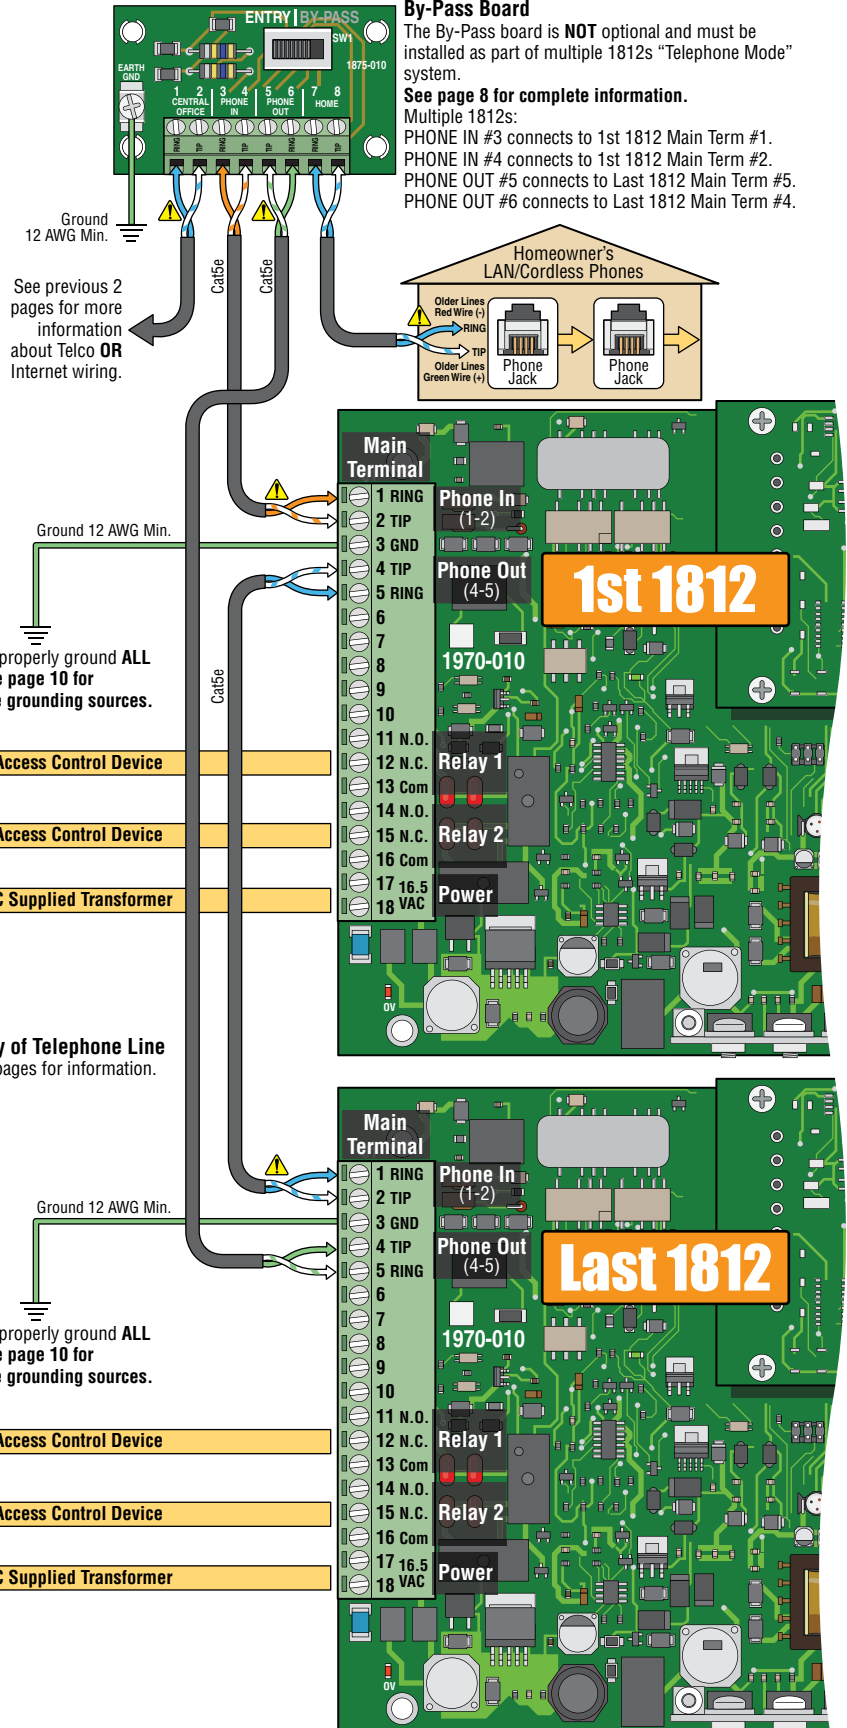 By-Pass Board
The By-Pass board is NOT optional and must be
installed as part of multiple 1812s “Telephone Mode”
system.
See page 8 for complete information.
Multiple 1812s:
PHONE IN #3 connects to 1st 1812 Main Term #1.
PHONE IN #4 connects to 1st 1812 Main Term #2.
PHONE OUT #5 connects to Last 1812 Main Term #5.
PHONE OUT #6 connects to Last 1812 Main Term #4.
ENTRY | BY-PASS
SW1
1875-010
EARTH
GND
1 2 3 4 5 6 7 8
CENTRAL
OFFICE
PHONE
IN
PHONE
OUT
HOME
RING
TIP
RING
TIP
TIP
RING
RING
TIP
Ground
12 AWG Min.
Cat5e
Cat5e
See previous 2
pages for more
information
about Telco OR
Internet wiring.
Homeowner's
LAN/Cordless Phones
Older Lines
Red Wire (-)
RING
TIP
Older Lines
Green Wire (+)
Phone
Jack
Phone
Jack
Main
Terminal
1 RING
2 TIP
3 GND
4 TIP
5 RING
6
7
8
9
10
11 N.O.
12 N.C.
13 Com
14 N.O.
15 N.C.
16 Com
17 16.5
18 VAC
Phone In
(1-2)
Phone Out
(4-5)
1st 1812
1970-010
Relay 1
Relay 2
Power
0V
Ground 12 AWG Min.
properly ground ALL
page 10 for
grounding sources.
Cat5e
Access Control Device
Access Control Device
Supplied Transformer
of Telephone Line
pages for information.
Main
Terminal
1 RING
2 TIP
3 GND
4 TIP
5 RING
6
7
8
9
10
11 N.O.
12 N.C.
13 Com
14 N.O.
15 N.C.
16 Com
17 16.5
18 VAC
Phone In
(1-2)
Phone Out
(4-5)
Last 1812
1970-010
Relay 1
Relay 2
Power
0V
Ground 12 AWG Min.
properly ground ALL
page 10 for
grounding sources.
Access Control Device
Access Control Device
Supplied Transformer